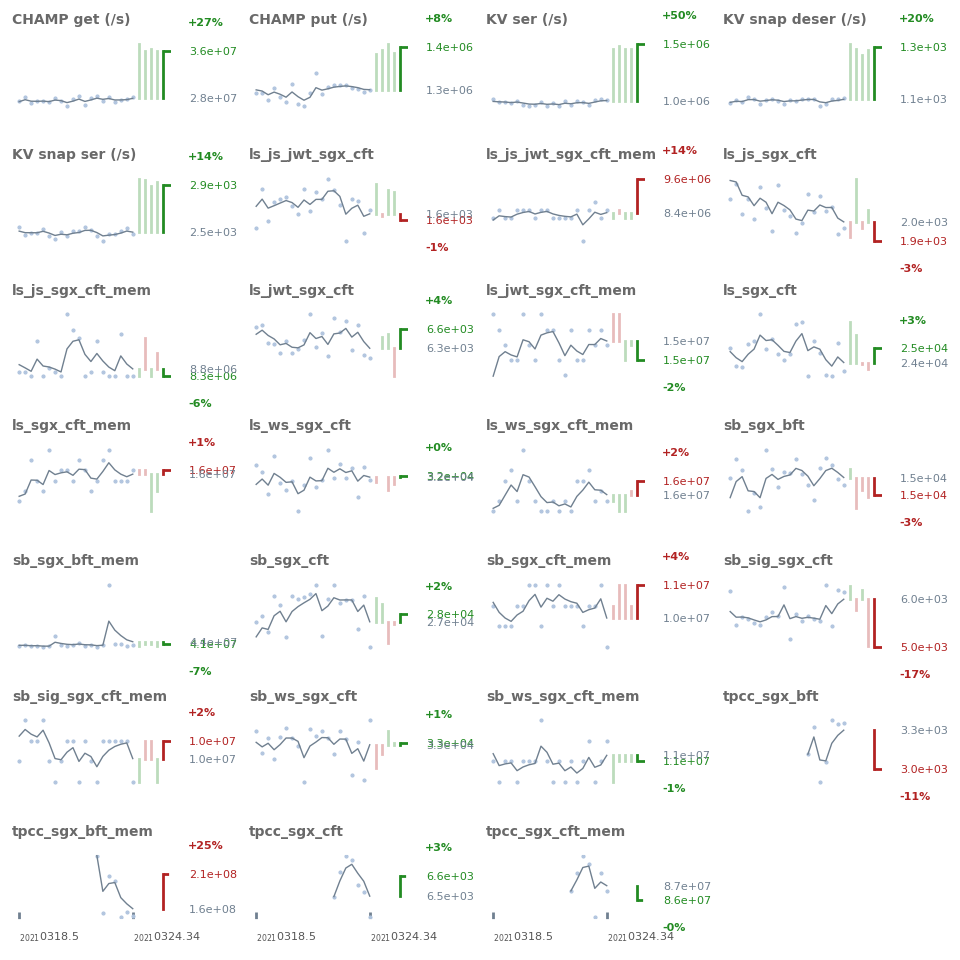 CHAMP get (/s)
+27%
3.6e+07
2.8e+07
CHAMP put (/s)
+8%
1.4e+06
1.3e+06
KV ser (/s)
+50%
1.5e+06
1.0e+06
KV snap deser (/s)
+20%
1.3e+03
1.1e+03
KV snap ser (/s)
+14%
2.9e+03
2.5e+03
ls_js_jwt_sgx_cft
1.6e+03
1.6e+03
-1%
ls_js_jwt_sgx_cft_mem
+14%
9.6e+06
8.4e+06
ls_js_sgx_cft
2.0e+03
1.9e+03
-3%
ls_js_sgx_cft_mem
8.8e+06
8.3e+06
-6%
ls_jwt_sgx_cft
+4%
6.6e+03
6.3e+03
ls_jwt_sgx_cft_mem
1.5e+07
1.5e+07
-2%
ls_sgx_cft
+3%
2.5e+04
2.4e+04
ls_sgx_cft_mem
+1%
1.6e+07
1.6e+07
ls_ws_sgx_cft
+0%
3.2e+04
3.2e+04
ls_ws_sgx_cft_mem
+2%
1.6e+07
1.6e+07
sb_sgx_bft
1.5e+04
1.5e+04
-3%
sb_sgx_bft_mem
4.4e+07
4.1e+07
-7%
sb_sgx_cft
+2%
2.8e+04
2.7e+04
sb_sgx_cft_mem
+4%
1.1e+07
1.0e+07
sb_sig_sgx_cft
6.0e+03
5.0e+03
-17%
sb_sig_sgx_cft_mem
+2%
1.0e+07
1.0e+07
sb_ws_sgx_cft
+1%
3.3e+04
3.3e+04
sb_ws_sgx_cft_mem
1.1e+07
1.1e+07
-1%
tpcc_sgx_bft
3.3e+03
3.0e+03
-11%
tpcc_sgx_bft_mem
+25%
2.1e+08
1.6e+08
tpcc_sgx_cft
+3%
6.6e+03
6.5e+03
tpcc_sgx_cft_mem
8.7e+07
8.6e+07
-0%
2021 0318.5
2021 0324.34
2021 0318.5
2021 0324.34
2021 0318.5
2021 0324.34